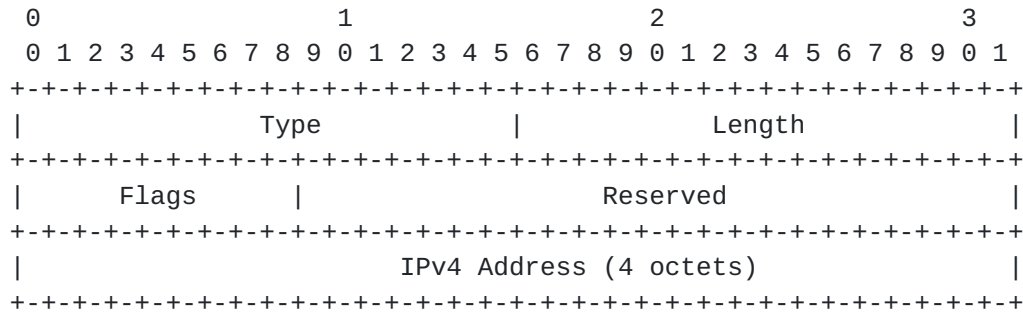 0                   1                   2                   3
 0 1 2 3 4 5 6 7 8 9 0 1 2 3 4 5 6 7 8 9 0 1 2 3 4 5 6 7 8 9 0 1
+-+-+-+-+-+-+-+-+-+-+-+-+-+-+-+-+-+-+-+-+-+-+-+-+-+-+-+-+-+-+-+-+
|               Type            |            Length             |
+-+-+-+-+-+-+-+-+-+-+-+-+-+-+-+-+-+-+-+-+-+-+-+-+-+-+-+-+-+-+-+-+
|      Flags      |                   Reserved                  |
+-+-+-+-+-+-+-+-+-+-+-+-+-+-+-+-+-+-+-+-+-+-+-+-+-+-+-+-+-+-+-+-+
|                        IPv4 Address (4 octets)                |
+-+-+-+-+-+-+-+-+-+-+-+-+-+-+-+-+-+-+-+-+-+-+-+-+-+-+-+-+-+-+-+-+